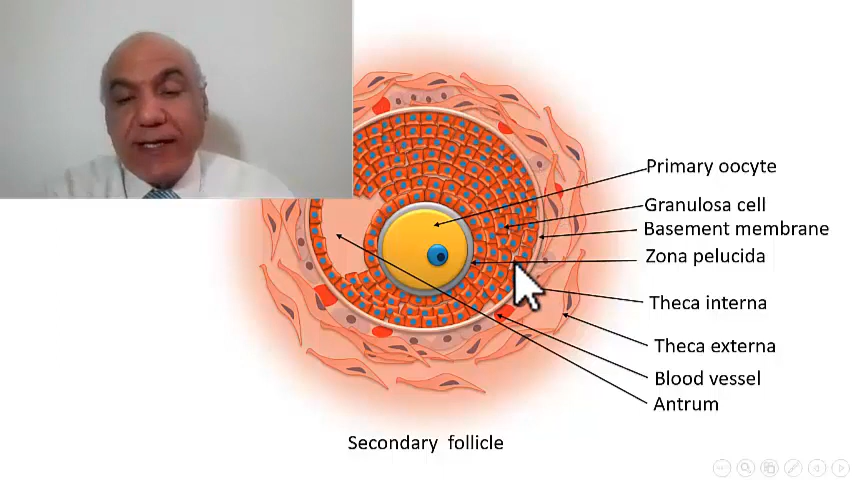 Primary oocyte
Granulosa cell
Basement membrane
Zona pelucida
Theca interna
Theca externa
Blood vessel
Antrum
Secondary follicle